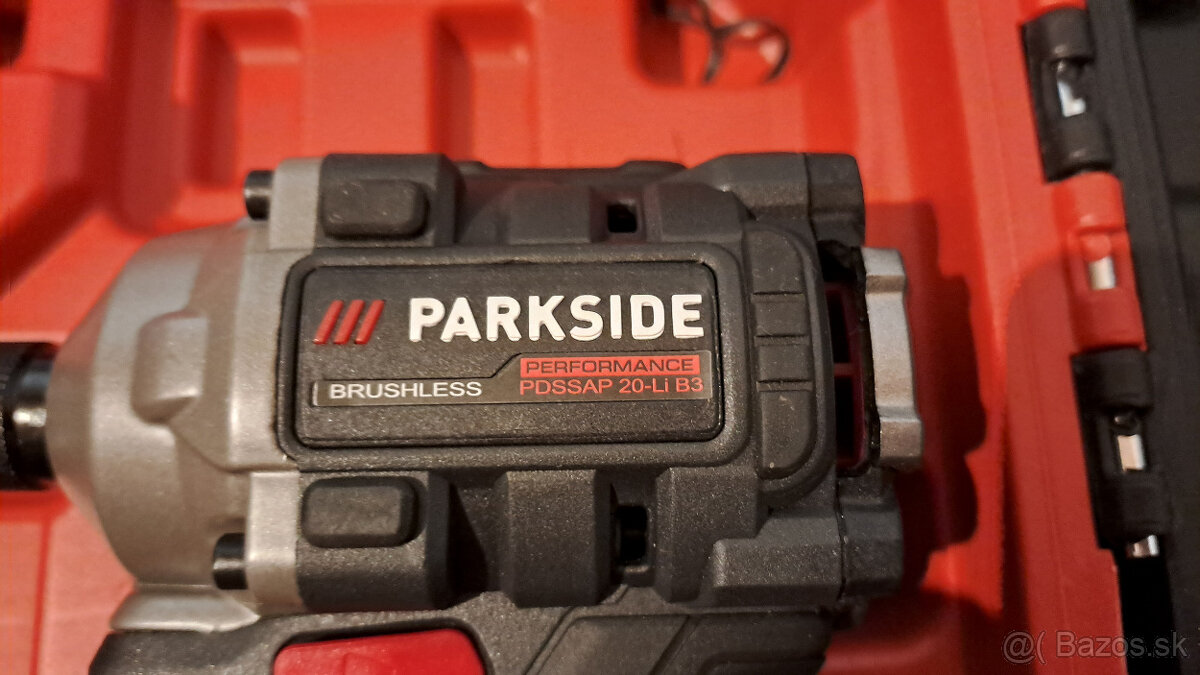 PARKSIDE
PERFORMANCE
BRUSHLESS PDSSAP 20-Li B3
@( Bazos.sk